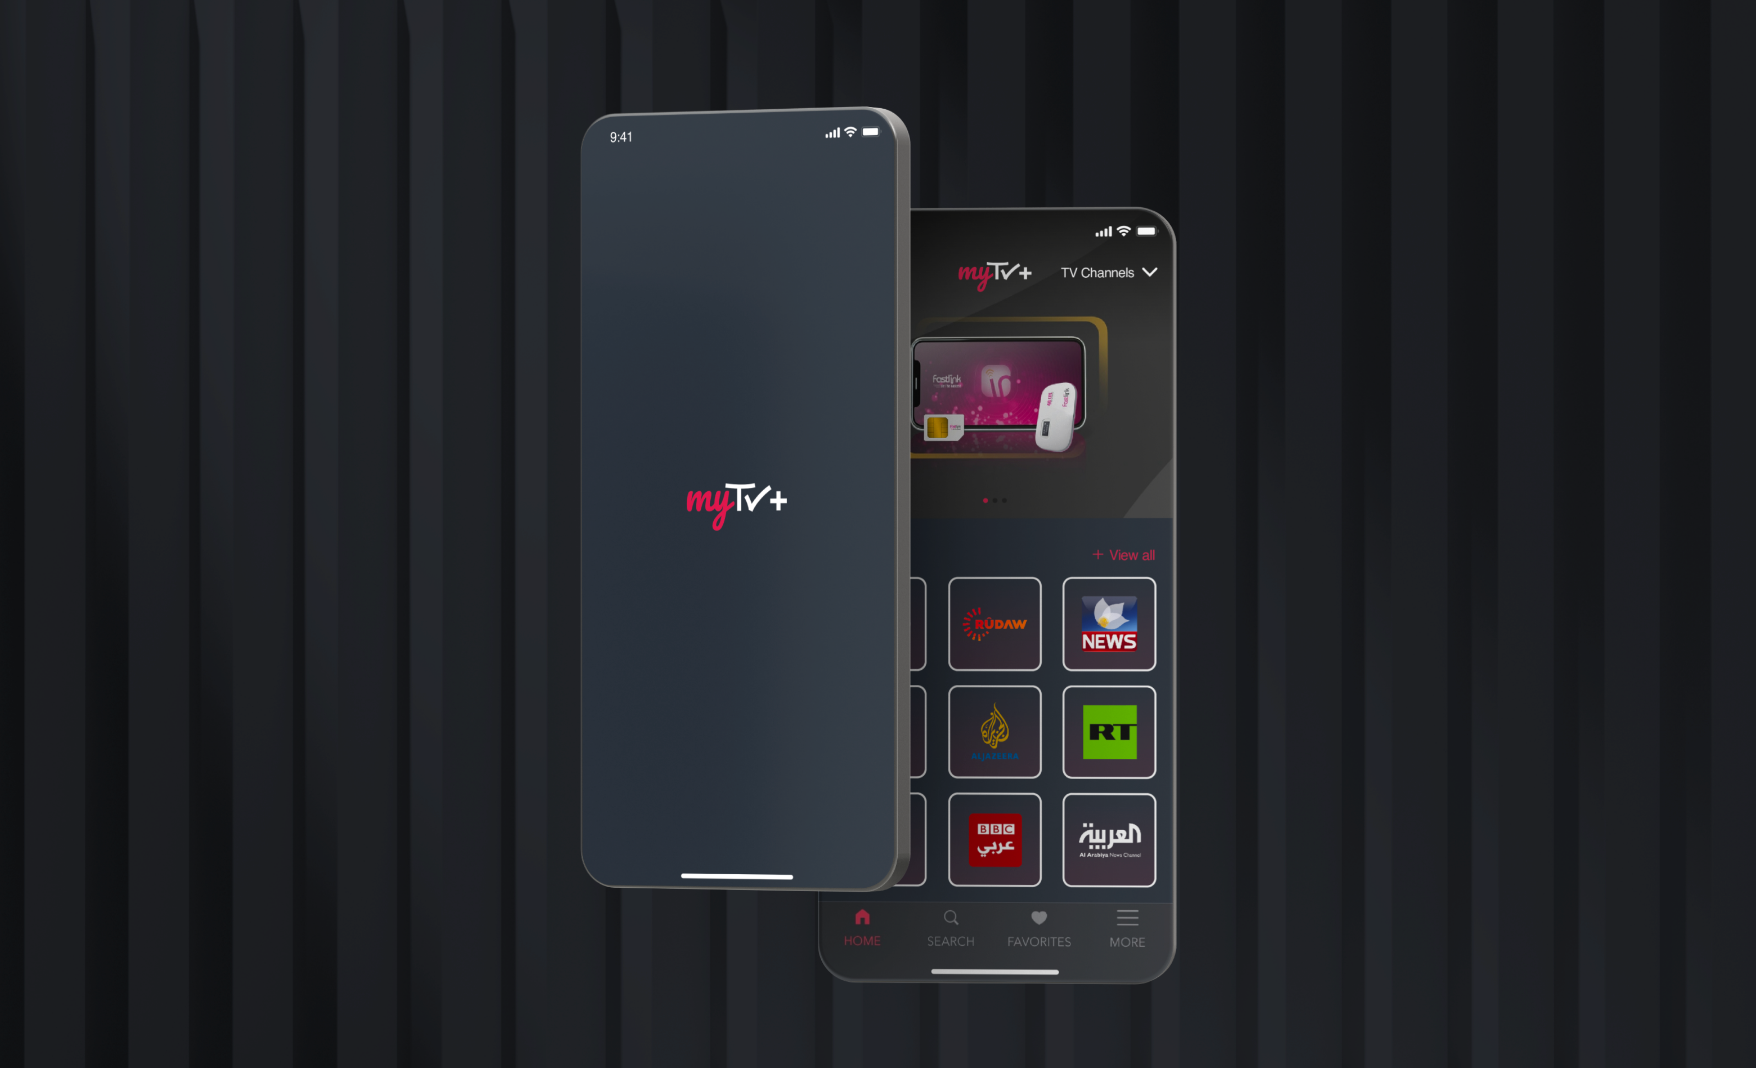 9:41
myTV+
myTV+
TV Channels
Fastlink
+ View all
RÛDAW
NEWS
ALJAZEERA
RT
BBC
عربي
العربية
Al Arabiya News Channel
HOME
SEARCH
FAVORITES
MORE